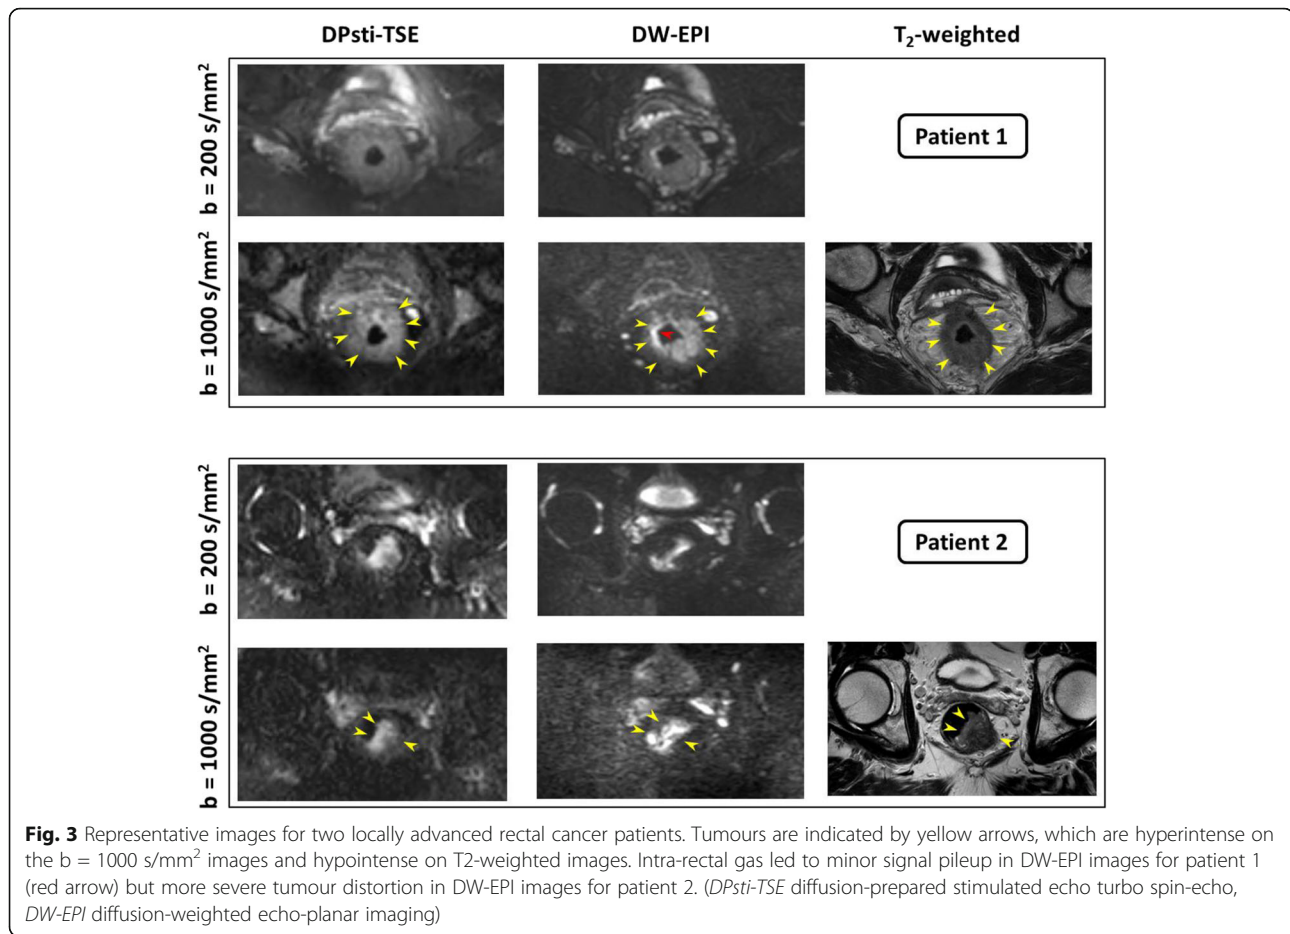 DPsti-TSE DW-EPI T₂-weighted
b = 200 s/mm²
Patient 1
b = 1000 s/mm²
b = 200 s/mm²
Patient 2
b = 1000 s/mm²
Fig. 3 Representative images for two locally advanced rectal cancer patients. Tumours are indicated by yellow arrows, which are hyperintense on
the b = 1000 s/mm² images and hypointense on T2-weighted images. Intra-rectal gas led to minor signal pileup in DW-EPI images for patient 1
(red arrow) but more severe tumour distortion in DW-EPI images for patient 2. (DPsti-TSE diffusion-prepared stimulated echo turbo spin-echo,
DW-EPI diffusion-weighted echo-planar imaging)